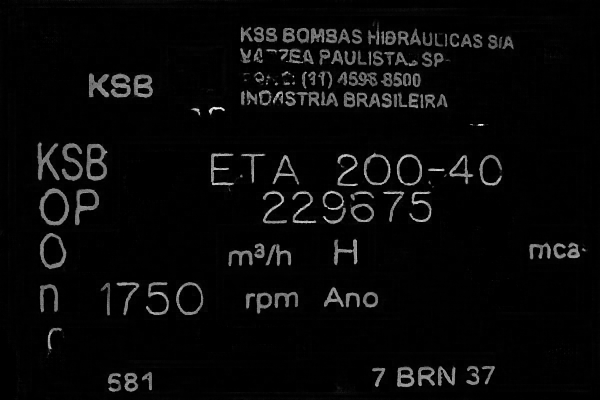 KSB BOMBAS HIDRÁULICAS S/A
PAULISTA, SP
(11) 4596-8500
INDÚSTRIA BRASILEIRA
KSB
KSB ETA 200-40
OP 229675
Q m³/h H mca
n 1750 rpm Ano
581 7 BRN 37